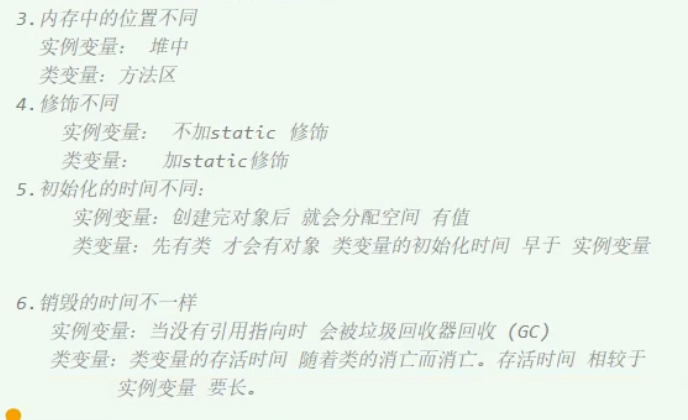 3.内存中的位置不同
实例变量： 堆中
类变量：方法区
4.修饰不同
实例变量： 不加static 修饰
类变量： 加static修饰
5.初始化的时间不同：
实例变量：创建完对象后 就会分配空间 有值
类变量：先有类 才会有对象 类变量的初始化时间 早于 实例变量
6.销毁的时间不一样
实例变量：当没有引用指向时 会被垃圾回收器回收 (GC)
类变量：类变量的存活时间 随着类的消亡而消亡。存活时间 相较于
实例变量 要长。